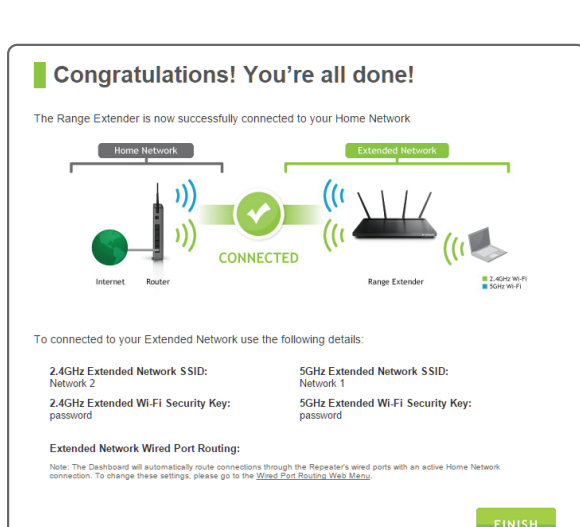 Congratulations! You're all done!
The Range Extender is now successfully connected to your Home Network
Home Network
Extended Network
CONNECTED
Internet
Router
Range Extender
2.4GHz Wi-Fi
5GHz Wi-Fi
To connected to your Extended Network use the following details:
2.4GHz Extended Network SSID:
Network 2
5GHz Extended Network SSID:
Network 1
2.4GHz Extended Wi-Fi Security Key:
password
5GHz Extended Wi-Fi Security Key:
password
Extended Network Wired Port Routing:
Note: The Dashboard will automatically route connections through the Repeater's wired ports with an active Home Network
connection. To change these settings, please go to the Wired Port Routing Web Menu.
FINISH